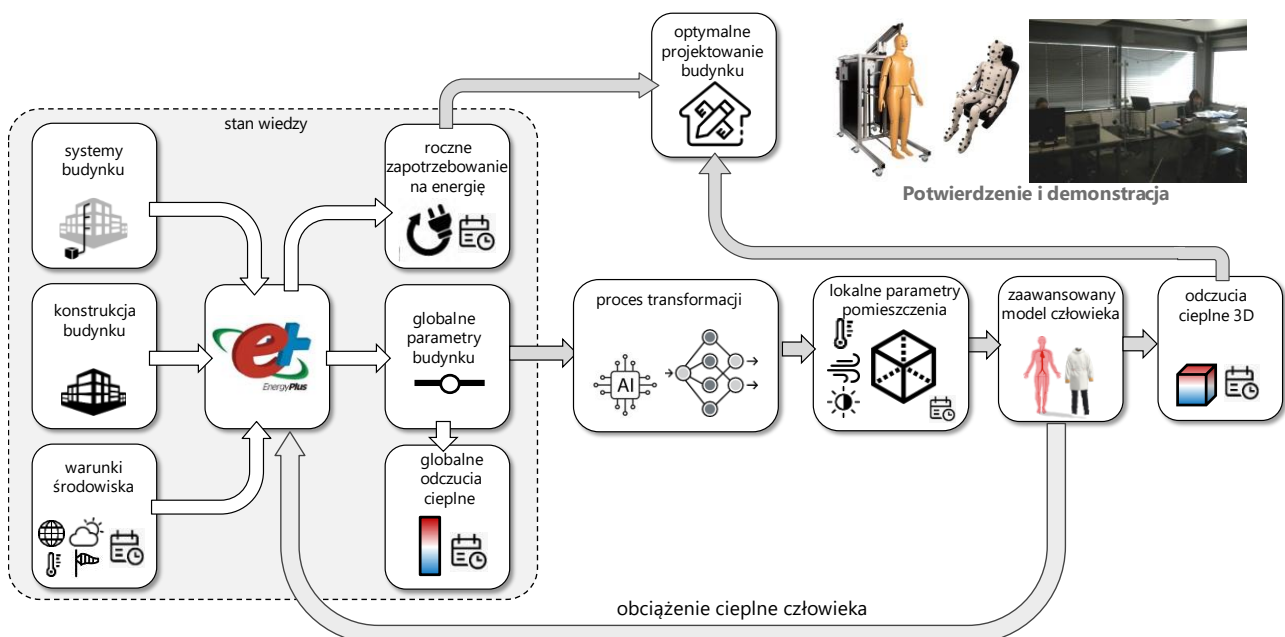 stan wiedzy
systemy
budynku
konstrukcja
budynku
warunki
środowiska
e+
EnergyPlus
roczne
zapotrzebowanie
na energię
globalne
parametry
budynku
globalne
odczucia
cieplne
optymalne
projektowanie
budynku
Potwierdzenie i demonstracja
proces transformacji
AI
lokalne parametry
pomieszczenia
zaawansowany
model człowieka
odczucia
cieplne 3D
obciążenie cieplne człowieka